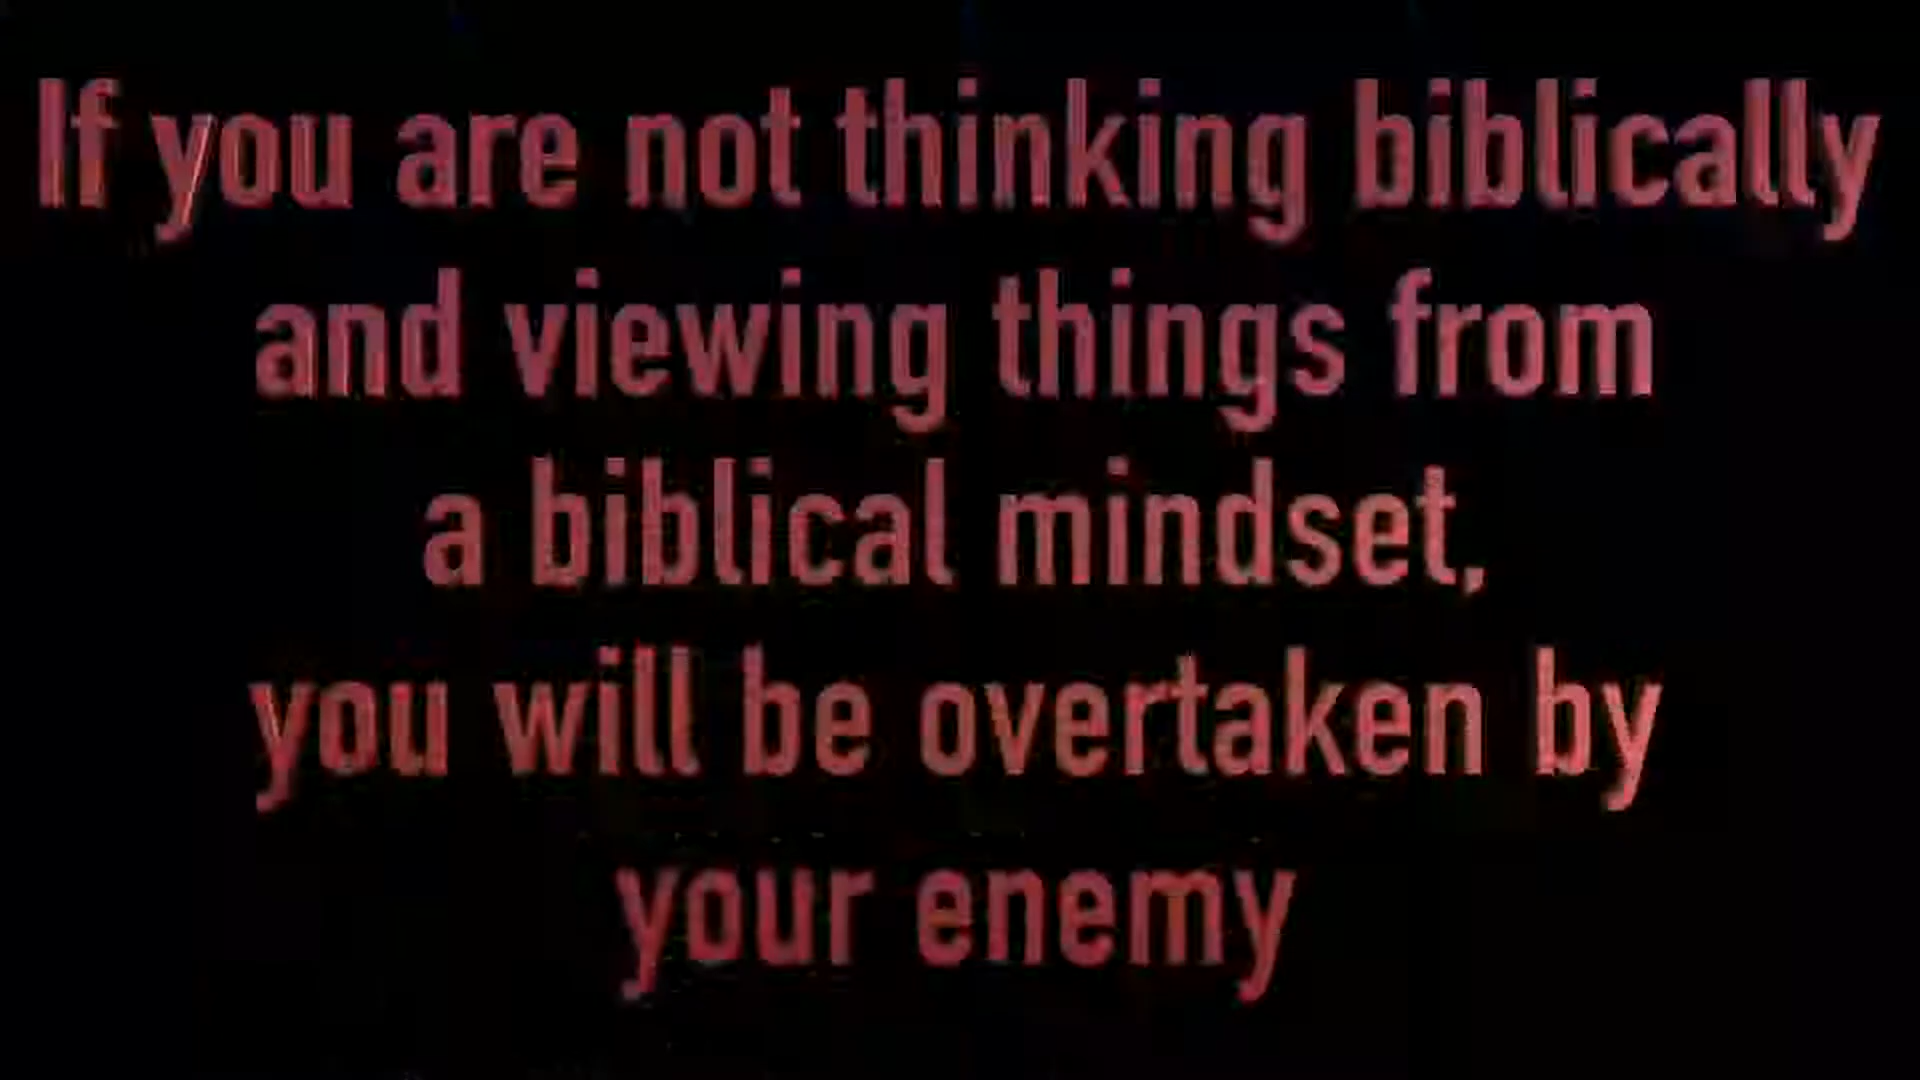 If you are not thinking biblically
and viewing things from
a biblical mindset,
you will be overtaken by
your enemy